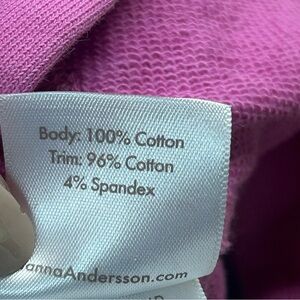 Body: 100% Cotton
Trim: 96% Cotton
4% Spandex
annaAndersson.com